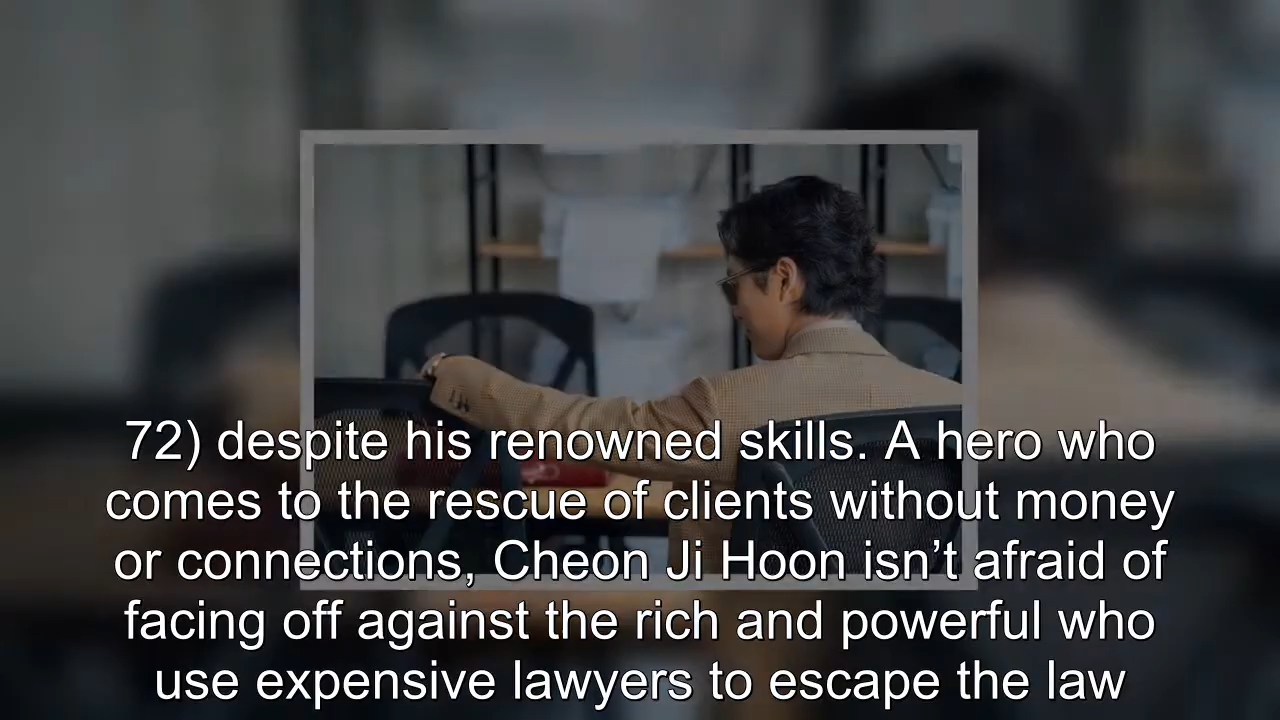 72) despite his renowned skills. A hero who
comes to the rescue of clients without money
or connections, Cheon Ji Hoon isn’t afraid of
facing off against the rich and powerful who
use expensive lawyers to escape the law